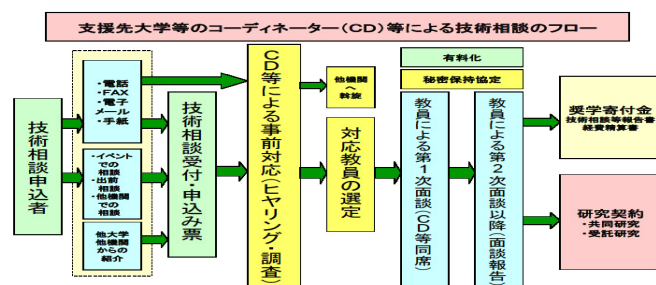 支援先大学等のコーディネーター(CD)等による技術相談のフロー
技術相談申込者
・電話
・FAX
・電子
メール
・手紙
・イベント
での
相談
・出前
相談
・他機関
での相談
他大学
他機関
からの
紹介
技術相談受付・申込み票
CD等による事前対応(ヒヤリング・調査)
他機関
へ
斡旋
対応教員の選定
有料化
秘密保持協定
教員による第1次面談(CD等同席)
教員による第2次面談以降(面談報告)
奨学寄付金
技術相談等報告書
経費精算書
研究契約
・共同研究
・受託研究